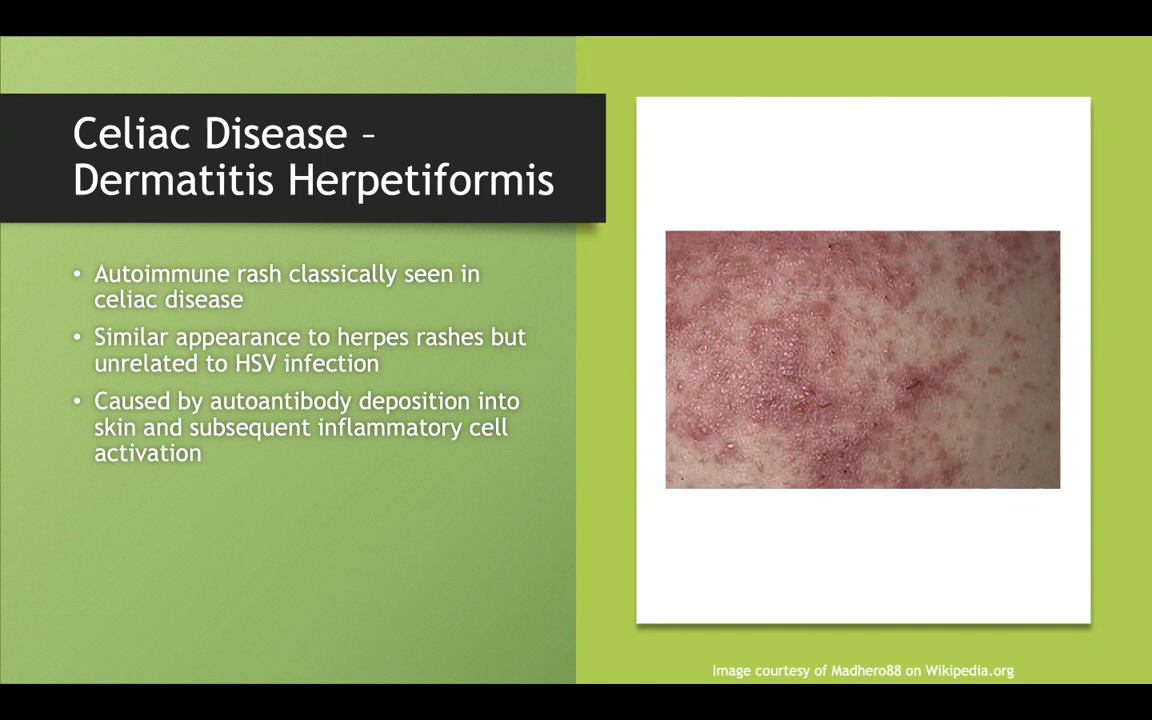 Celiac Disease –
Dermatitis Herpetiformis
• Autoimmune rash classically seen in
celiac disease
• Similar appearance to herpes rashes but
unrelated to HSV infection
• Caused by autoantibody deposition into
skin and subsequent inflammatory cell
activation
Image courtesy of Madhero88 on Wikipedia.org